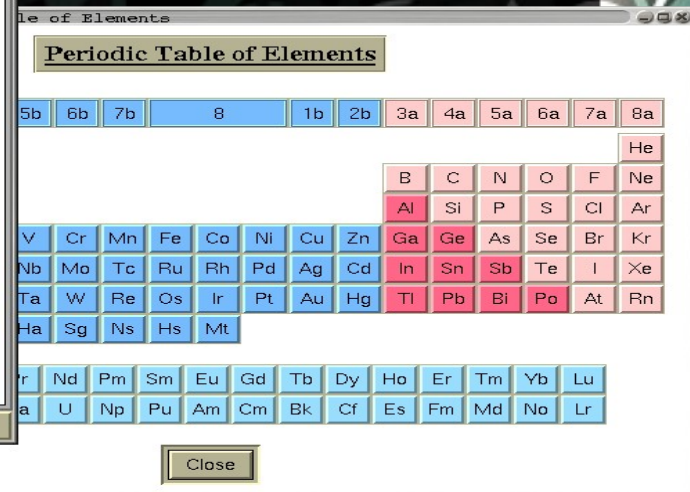 le of Elements
Periodic Table of Elements
5b 6b 7b 8 1b 2b 3a 4a 5a 6a 7a 8a
He
B C N O F Ne
Al Si P S Cl Ar
V Cr Mn Fe Co Ni Cu Zn Ga Ge As Se Br Kr
Nb Mo Tc Ru Rh Pd Ag Cd In Sn Sb Te I Xe
Ta W Re Os Ir Pt Au Hg Tl Pb Bi Po At Rn
Ha Sg Ns Hs Mt
r Nd Pm Sm Eu Gd Tb Dy Ho Er Tm Yb Lu
a U Np Pu Am Cm Bk Cf Es Fm Md No Lr
Close